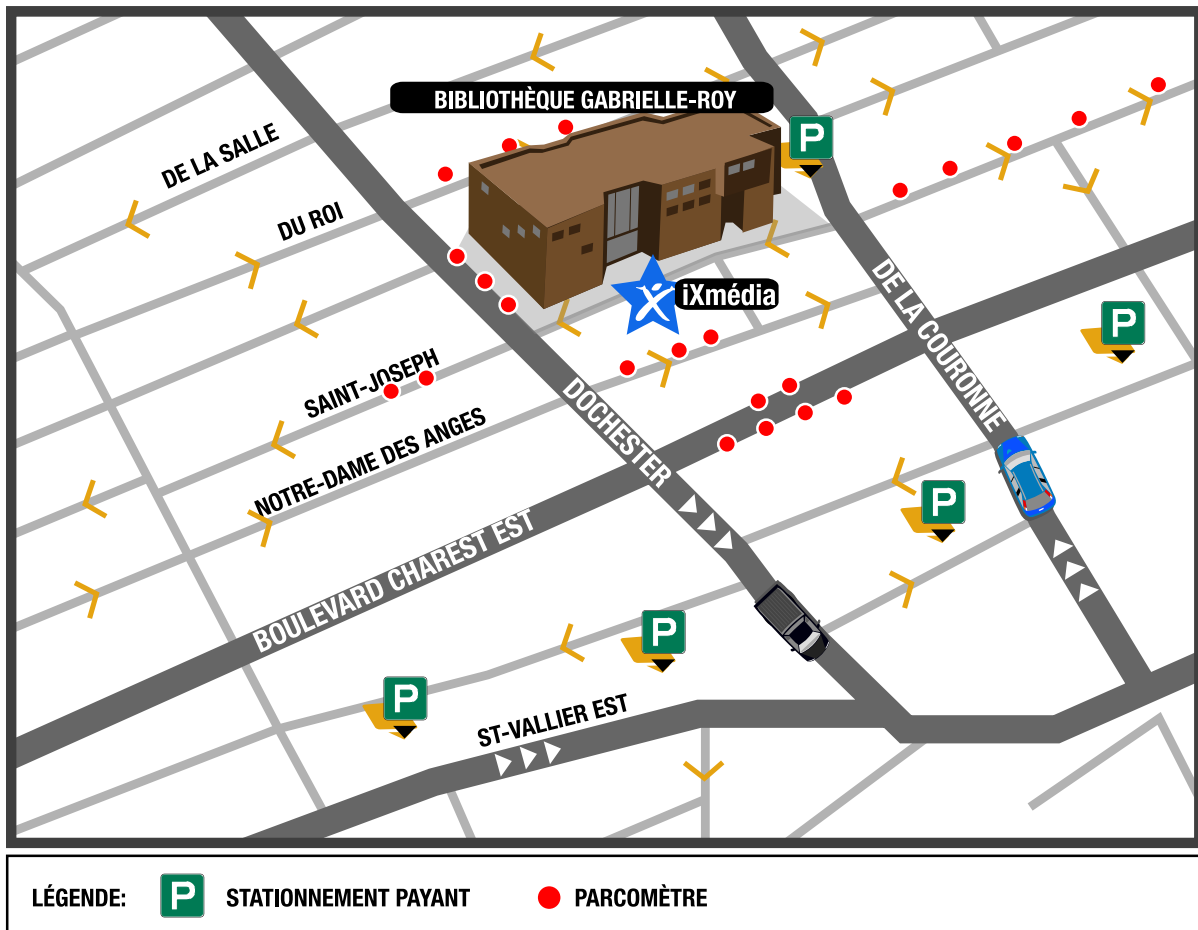 BIBLIOTHÈQUE GABRIELLE-ROY
P
DE LA SALLE
DU ROI
iXmédia
DE LA COURONNE
P
SAINT-JOSEPH
DOCHESTER
NOTRE-DAME DES ANGES
P
BOULEVARD CHAREST EST
P
P
ST-VALLIER EST
LÉGENDE: P STATIONNEMENT PAYANT PARCOMÈTRE